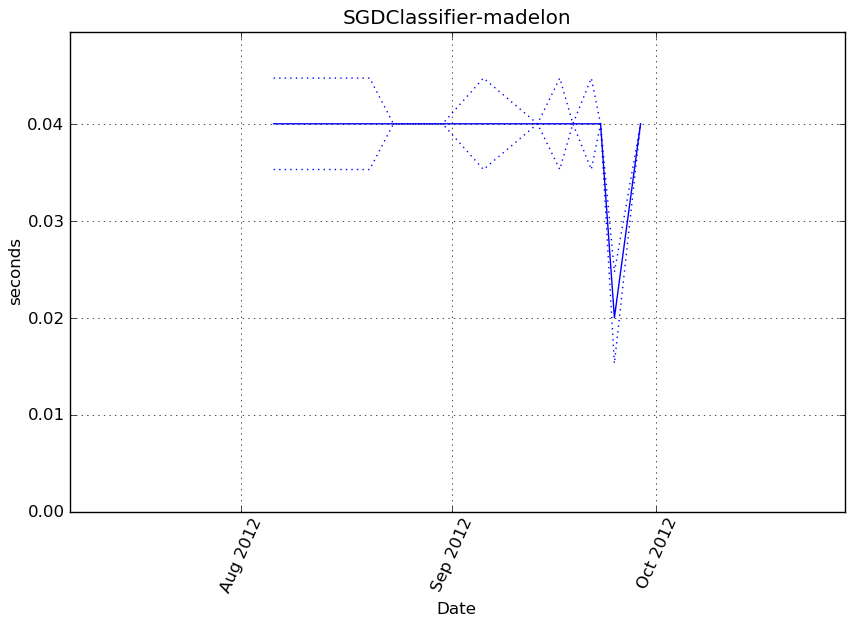 SGDClassifier-madelon
0.04
0.03
seconds
0.02
0.01
0.00
Aug 2012
Sep 2012
Oct 2012
Date